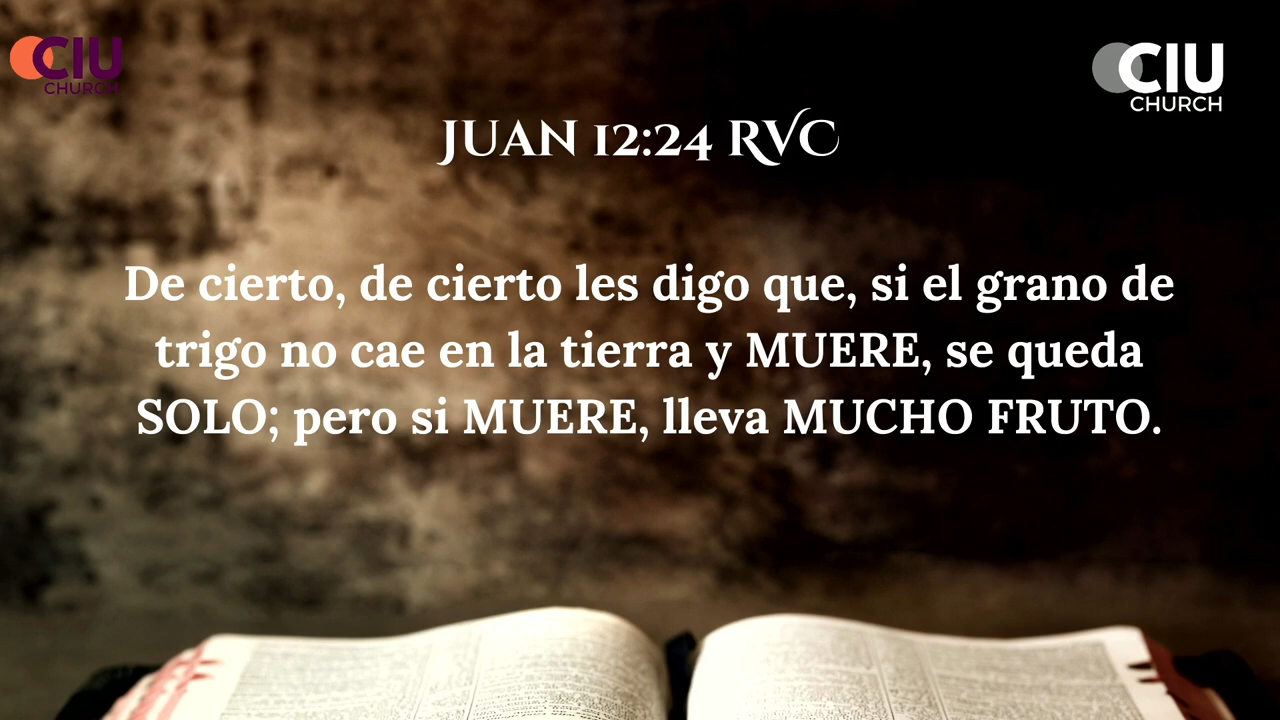 CIU
CHURCH
CIU
CHURCH
JUAN 12:24 RVC
De cierto, de cierto les digo que, si el grano de
trigo no cae en la tierra y MUERE, se queda
SOLO; pero si MUERE, lleva MUCHO FRUTO.